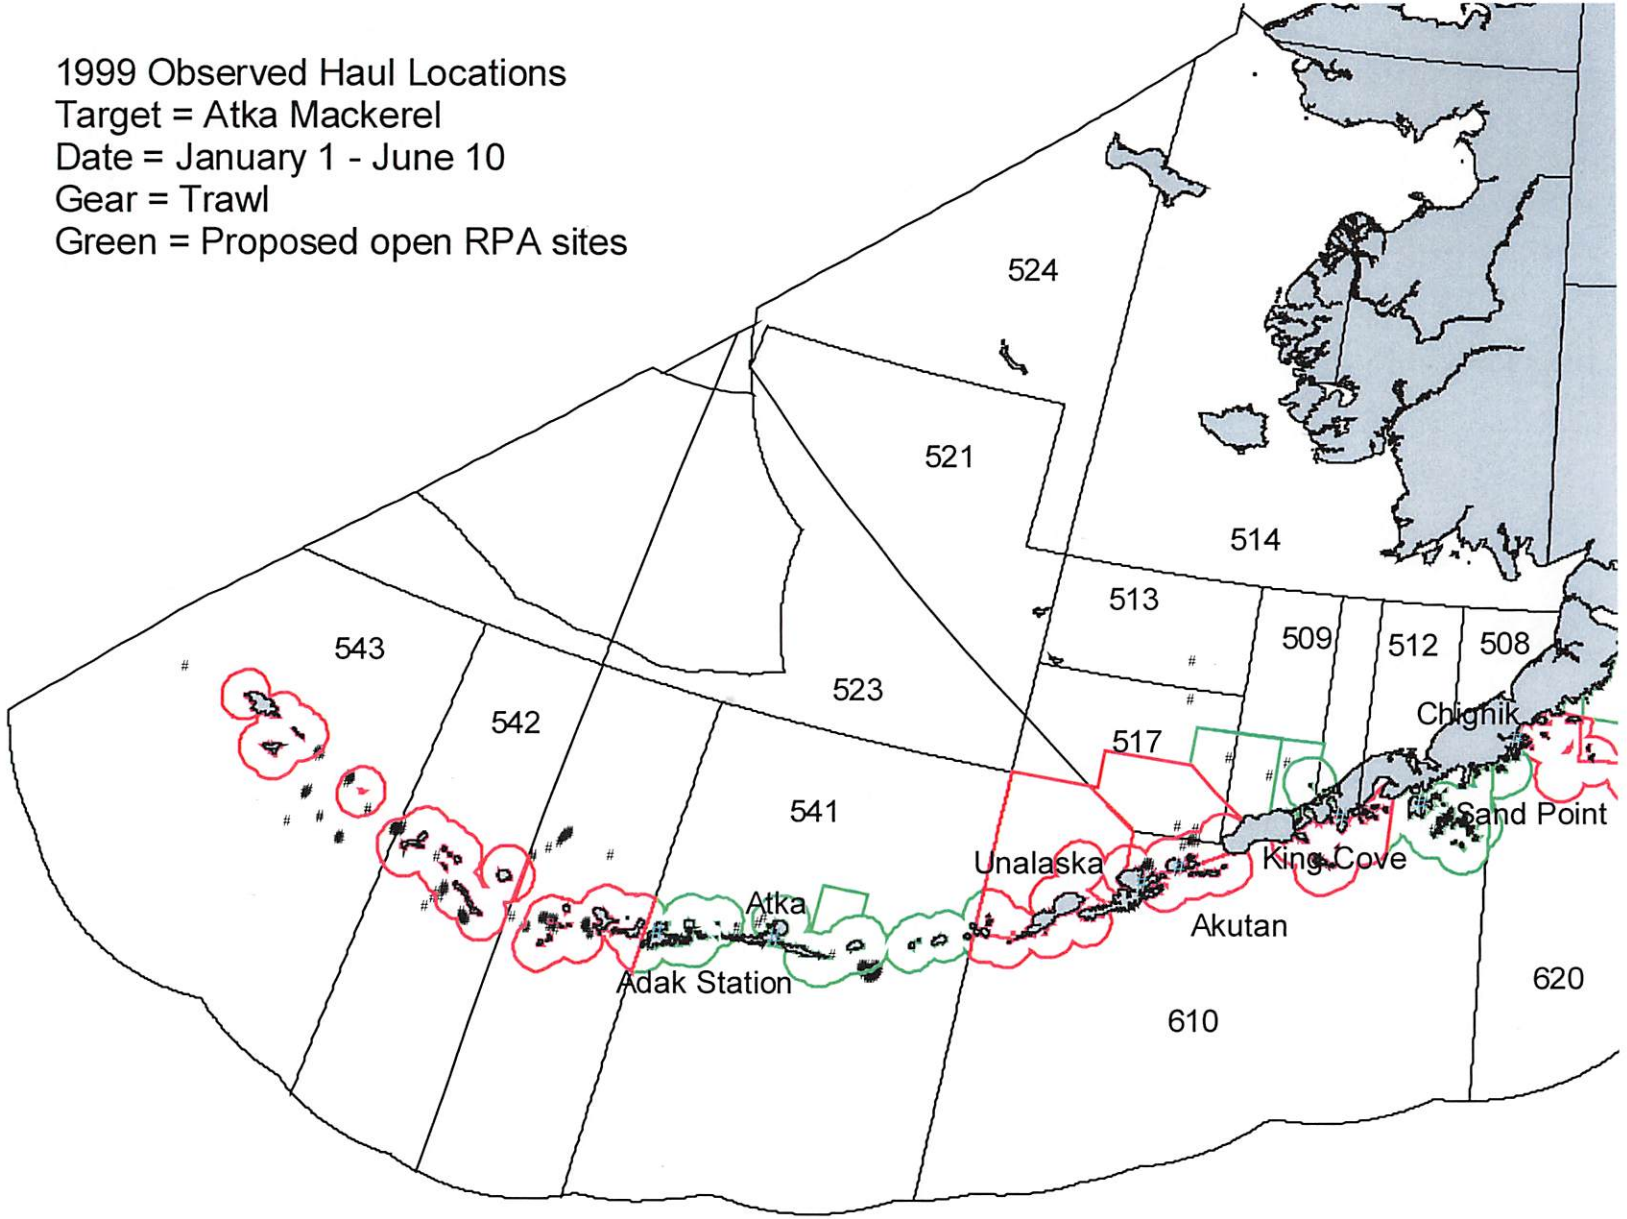 1999 Observed Haul Locations
Target = Atka Mackerel
Date = January 1 - June 10
Gear = Trawl
Green = Proposed open RPA sites
524
521
514
513
509
512
508
543
542
523
517
541
Chignik
Sand Point
King Cove
Unalaska
Akutan
Atka
Adak Station
610
620